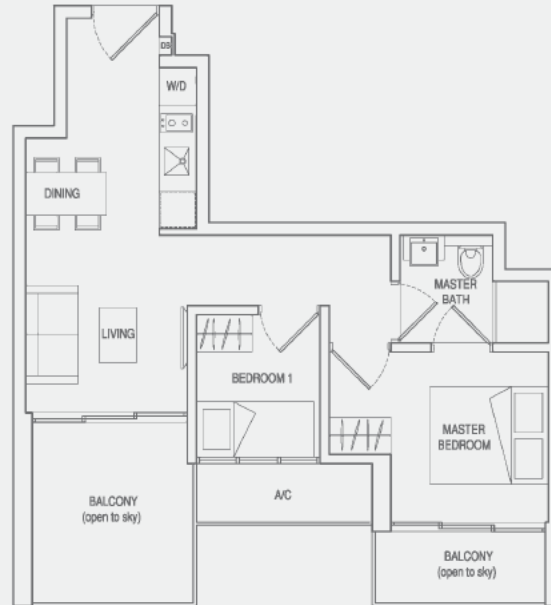 DB
W/D
DINING
MASTER
BATH
LIVING
BEDROOM 1
MASTER
BEDROOM
A/C
BALCONY
(open to sky)
BALCONY
(open to sky)